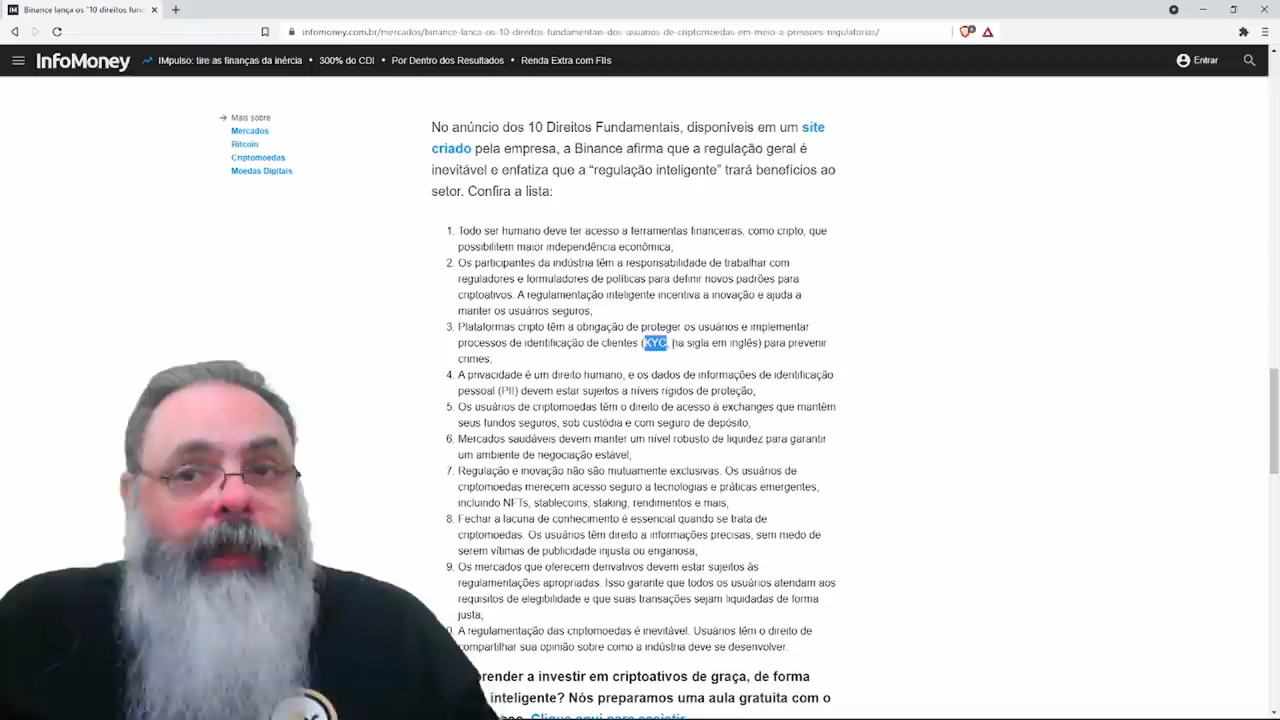 Binance lança os "10 direitos fund
infomoney.com.br/mercados/binance-lanca-os-10-direitos-fundamentais-dos-usuarios-de-criptomoedas-em-meio-a-pressoes-regulatorias/
InfoMoney
IMpulso: tire as finanças da inércia • 300% do CDI • Por Dentro dos Resultados • Renda Extra com FIIs
Entrar
Mais sobre
Mercados
Bitcoin
Criptomoedas
Moedas Digitais
No anúncio dos 10 Direitos Fundamentais, disponíveis em um site
criado pela empresa, a Binance afirma que a regulação geral é
inevitável e enfatiza que a “regulação inteligente” trará benefícios ao
setor. Confira a lista:
1. Todo ser humano deve ter acesso a ferramentas financeiras, como cripto, que
possibilitem maior independência econômica;
2. Os participantes da indústria têm a responsabilidade de trabalhar com
reguladores e formuladores de políticas para definir novos padrões para
criptoativos. A regulamentação inteligente incentiva a inovação e ajuda a
manter os usuários seguros;
3. Plataformas cripto têm a obrigação de proteger os usuários e implementar
processos de identificação de clientes (KYC, na sigla em inglês) para prevenir
crimes;
4. A privacidade é um direito humano, e os dados de informações de identificação
pessoal (PII) devem estar sujeitos a níveis rígidos de proteção;
5. Os usuários de criptomoedas têm o direito de acesso à exchanges que mantêm
seus fundos seguros, sob custódia e com seguro de depósito;
6. Mercados saudáveis devem manter um nível robusto de liquidez para garantir
um ambiente de negociação estável;
7. Regulação e inovação não são mutuamente exclusivas. Os usuários de
criptomoedas merecem acesso seguro a tecnologias e práticas emergentes,
incluindo NFTs, stablecoins, staking, rendimentos e mais;
8. Fechar a lacuna de conhecimento é essencial quando se trata de
criptomoedas. Os usuários têm direito a informações precisas, sem medo de
serem vítimas de publicidade injusta ou enganosa;
9. Os mercados que oferecem derivativos devem estar sujeitos às
regulamentações apropriadas. Isso garante que todos os usuários atendam aos
requisitos de elegibilidade e que suas transações sejam liquidadas de forma
justa;
A regulamentação das criptomoedas é inevitável. Usuários têm o direito de
compartilhar sua opinião sobre como a indústria deve se desenvolver.
render a investir em criptoativos de graça, de forma
inteligente? Nós preparamos uma aula gratuita com o
Clique aqui para assistir